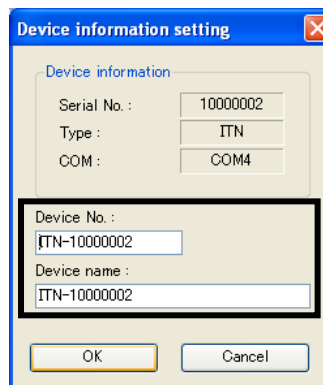 Device information setting
Device information
Serial No. : 10000002
Type : ITN
COM : COM4
Device No. :
ITN-10000002
Device name :
ITN-10000002
OK Cancel